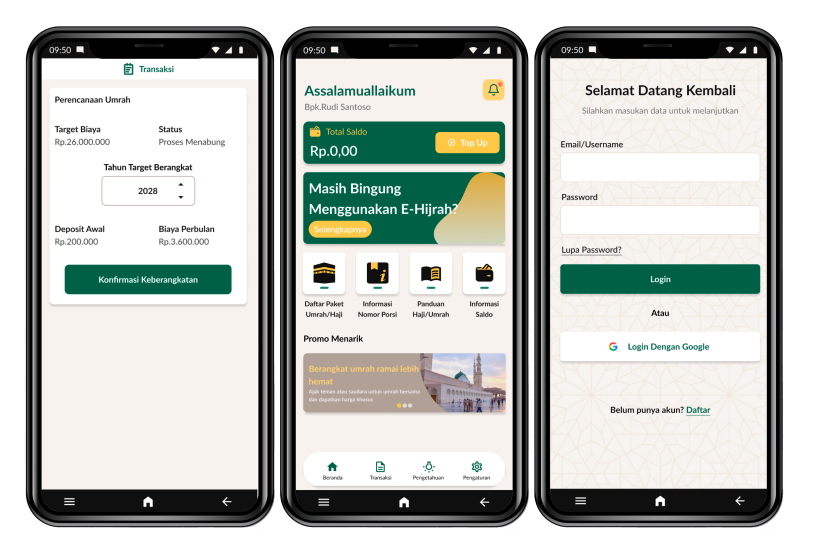 09:50
Transaksi
Perencanaan Umrah
Target Biaya
Rp.26.000.000
Status
Proses Menabung
Tahun Target Berangkat
2028
Deposit Awal
Rp.200.000
Biaya Perbulan
Rp.3.600.000
Konfirmasi Keberangkatan
09:50
Assalamuallaikum
Bpk.Rudi Santoso
Total Saldo
Rp.0,00
Top Up
Masih Bingung
Menggunakan E-Hijrah?
Selengkapnya
Daftar Paket
Umrah/Haji
Informasi
Nomor Porsi
Panduan
Haji/Umrah
Informasi
Saldo
Promo Menarik
Berangkat umrah ramai lebih
hemat
Ajak teman atau saudara untuk umrah bersama
dan dapatkan harga khusus
Beranda
Transaksi
Pengetahuan
Pengaturan
09:50
Selamat Datang Kembali
Silahkan masukan data untuk melanjutkan
Email/Username
Password
Lupa Password?
Login
Atau
G Login Dengan Google
Belum punya akun? Daftar